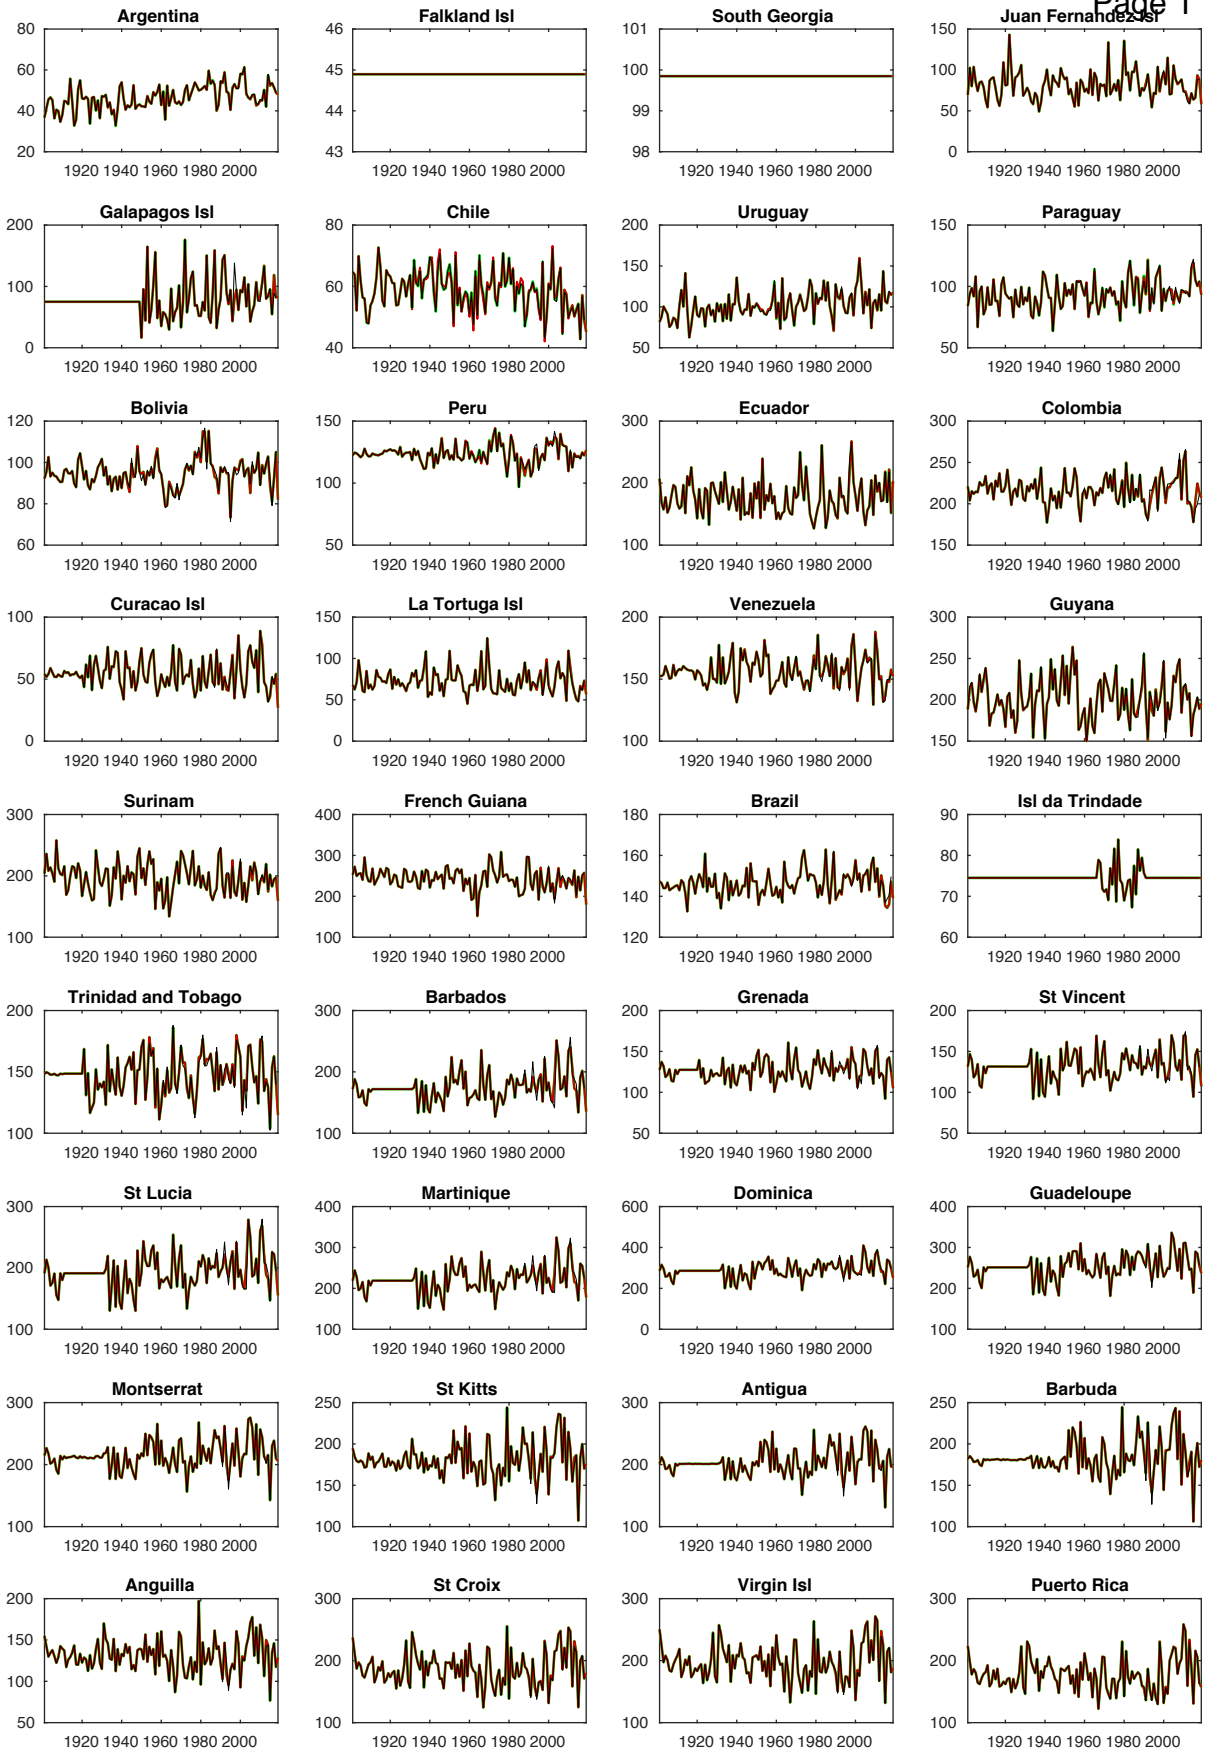 Page 1
Argentina Falkland Isl South Georgia Juan Fernandez Isl
80 46 101 150
60 45 100 100
40 44 99 50
20 43 98 0
1920 1940 1960 1980 2000 1920 1940 1960 1980 2000 1920 1940 1960 1980 2000 1920 1940 1960 1980 2000
Galapagos Isl Chile Uruguay Paraguay
200 80 200 150
150
100 60 100 100
0 40 50 50
1920 1940 1960 1980 2000 1920 1940 1960 1980 2000 1920 1940 1960 1980 2000 1920 1940 1960 1980 2000
Bolivia Peru Ecuador Colombia
120 150 300 300
100 250
80 100 200 200
60 50 100 150
1920 1940 1960 1980 2000 1920 1940 1960 1980 2000 1920 1940 1960 1980 2000 1920 1940 1960 1980 2000
Curacao Isl La Tortuga Isl Venezuela Guyana
100 150 200 300
100 250
50 50 150 200
0 0 100 150
1920 1940 1960 1980 2000 1920 1940 1960 1980 2000 1920 1940 1960 1980 2000 1920 1940 1960 1980 2000
Surinam French Guiana Brazil Isl da Trindade
300 400 180 90
300 160 80
200 200 140 70
100 100 120 60
1920 1940 1960 1980 2000 1920 1940 1960 1980 2000 1920 1940 1960 1980 2000 1920 1940 1960 1980 2000
Trinidad and Tobago Barbados Grenada St Vincent
200 300 200 200
150 150
150 200 100 100
100 100 50 50
1920 1940 1960 1980 2000 1920 1940 1960 1980 2000 1920 1940 1960 1980 2000 1920 1940 1960 1980 2000
St Lucia Martinique Dominica Guadeloupe
300 400 600 400
300 400 300
200 200 200 200
100 100 0 100
1920 1940 1960 1980 2000 1920 1940 1960 1980 2000 1920 1940 1960 1980 2000 1920 1940 1960 1980 2000
Montserrat St Kitts Antigua Barbuda
300 250 300 250
200 200
200 150 200 150
100 100 100 100
1920 1940 1960 1980 2000 1920 1940 1960 1980 2000 1920 1940 1960 1980 2000 1920 1940 1960 1980 2000
Anguilla St Croix Virgin Isl Puerto Rica
200 300 300 300
150
100 200 200 200
50 100 100 100
1920 1940 1960 1980 2000 1920 1940 1960 1980 2000 1920 1940 1960 1980 2000 1920 1940 1960 1980 2000